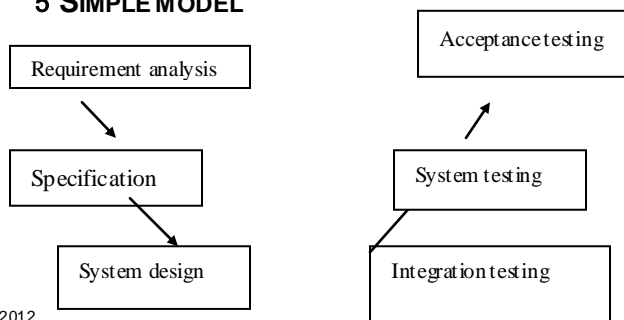 5 SIMPLE MODEL
Acceptance testing
Requirement analysis
Specification
System testing
System design
Integration testing
2012